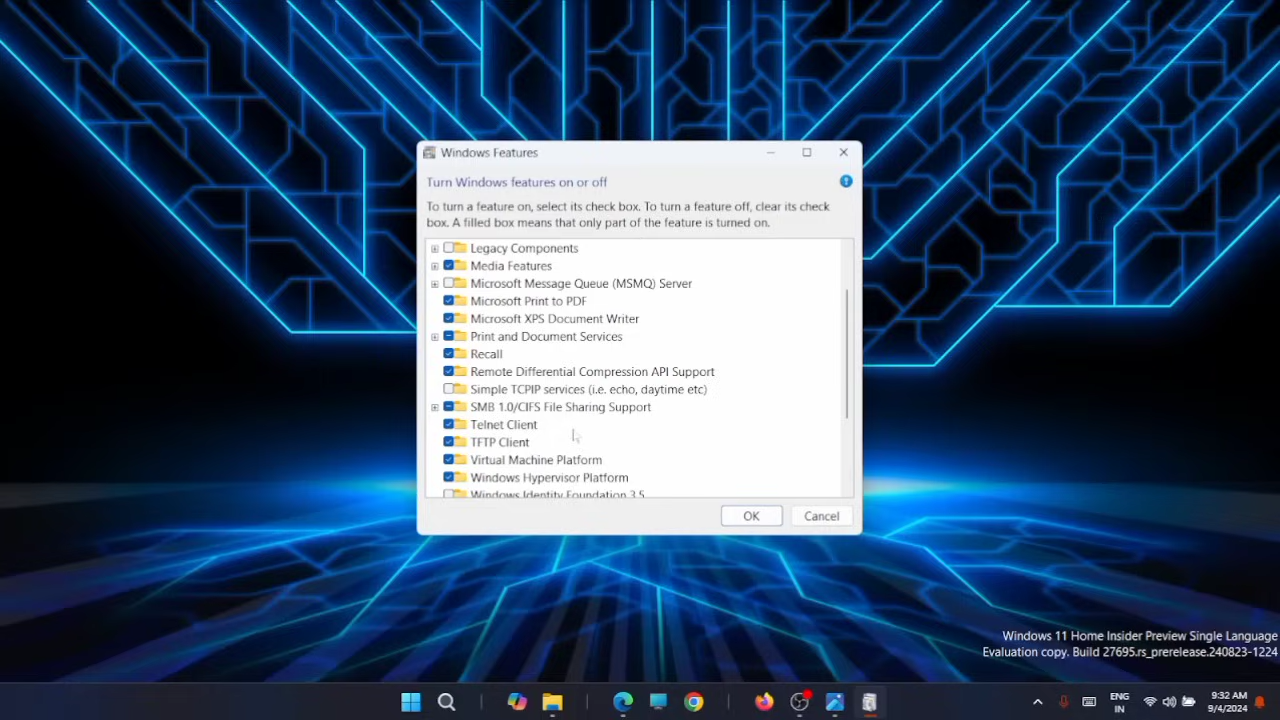 Windows Features
Turn Windows features on or off
To turn a feature on, select its check box. To turn a feature off, clear its check
box. A filled box means that only part of the feature is turned on.
Legacy Components
Media Features
Microsoft Message Queue (MSMQ) Server
Microsoft Print to PDF
Microsoft XPS Document Writer
Print and Document Services
Recall
Remote Differential Compression API Support
Simple TCPIP services (i.e. echo, daytime etc)
SMB 1.0/CIFS File Sharing Support
Telnet Client
TFTP Client
Virtual Machine Platform
Windows Hypervisor Platform
Windows Identity Foundation 3.5
OK
Cancel
Windows 11 Home Insider Preview Single Language
Evaluation copy. Build 27695.rs_prerelease.240823-1224
ENG
IN
9:32 AM
9/4/2024